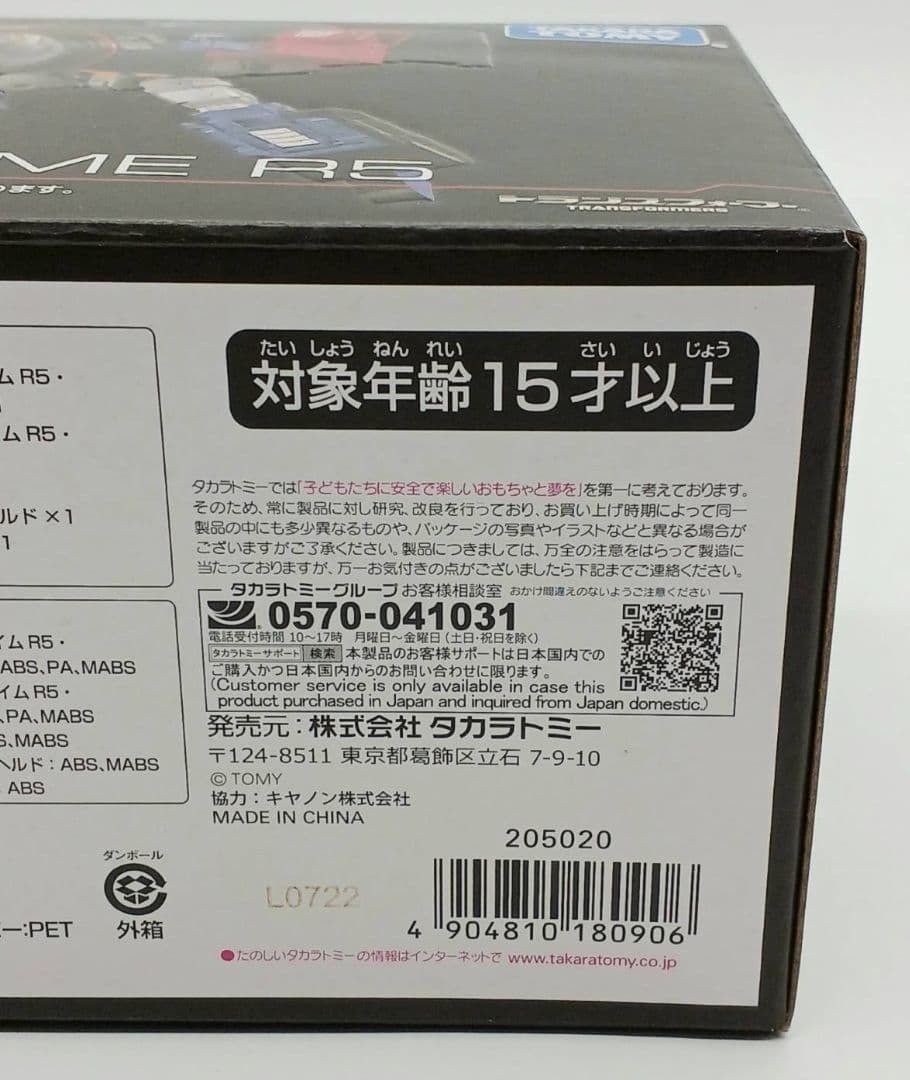 ME R5
ます。
トランスフォーマー
TRANSFORMERS
たい しょう ねん れい さい い じょう
対象年齢15才以上
ム R5・
ム R5・
ルド ×1
1
タカラトミーでは「子どもたちに安全で楽しいおもちゃと夢を」を第一に考えております。
そのため、常に製品に対し研究、改良を行っており、お買い上げ時期によって同一
製品の中にも多少異なるものや、パッケージの写真やイラストなどと異なる場合が
ございますがご了承ください。製品につきましては、万全の注意をはらって製造に
当たっておりますが、万一お気付きの点がございましたら下記までご連絡ください。
タカラトミーグループ お客様相談室 おかけ間違えのないようご注意ください
0570-041031
電話受付時間 10〜17時 月曜日〜金曜日(土日・祝日を除く)
タカラトミーサポート 検索 本製品のお客様サポートは日本国内での
ご購入かつ日本国内からのお問い合わせに限ります。
(Customer service is only available in case this
product purchased in Japan and inquired from Japan domestic.)
発売元:株式会社 タカラトミー
〒124-8511 東京都葛飾区立石 7-9-10
© TOMY
協力:キヤノン株式会社
MADE IN CHINA
イム R5・
ABS、PA、MABS
イム R5・
、PA、MABS
S、MABS
ヘルド:ABS、MABS
ABS
ダンボール
外箱
ー:PET
L0722
205020
4 904810 180906
●たのしいタカラトミーの情報はインターネットで www.takaratomy.co.jp